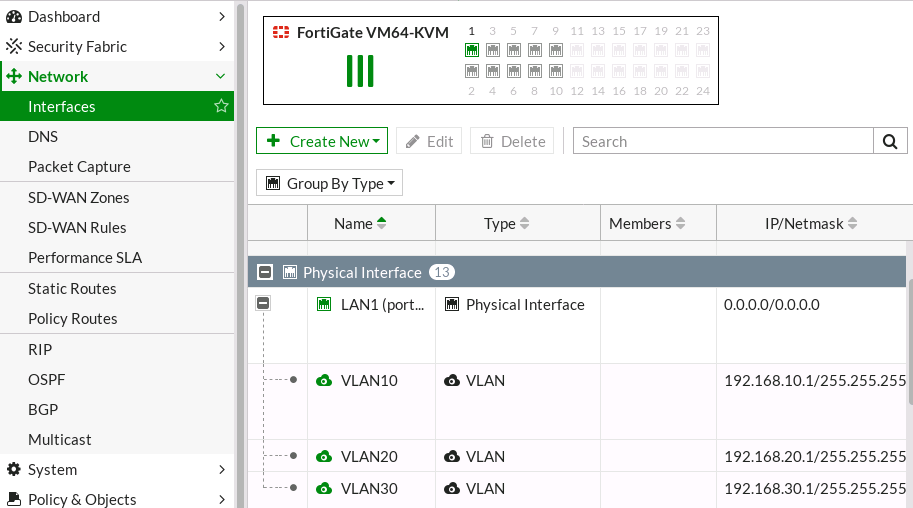 Dashboard
Security Fabric
Network
Interfaces
DNS
Packet Capture
SD-WAN Zones
SD-WAN Rules
Performance SLA
Static Routes
Policy Routes
RIP
OSPF
BGP
Multicast
System
Policy & Objects
FortiGate VM64-KVM
1 3 5 7 9 11 13 15 17 19 21 23
2 4 6 8 10 12 14 16 18 20 22 24
Create New Edit Delete Search
Group By Type
Name Type Members IP/Netmask
Physical Interface 13
LAN1 (port... Physical Interface 0.0.0.0/0.0.0.0
VLAN10 VLAN 192.168.10.1/255.255.255
VLAN20 VLAN 192.168.20.1/255.255.255
VLAN30 VLAN 192.168.30.1/255.255.255